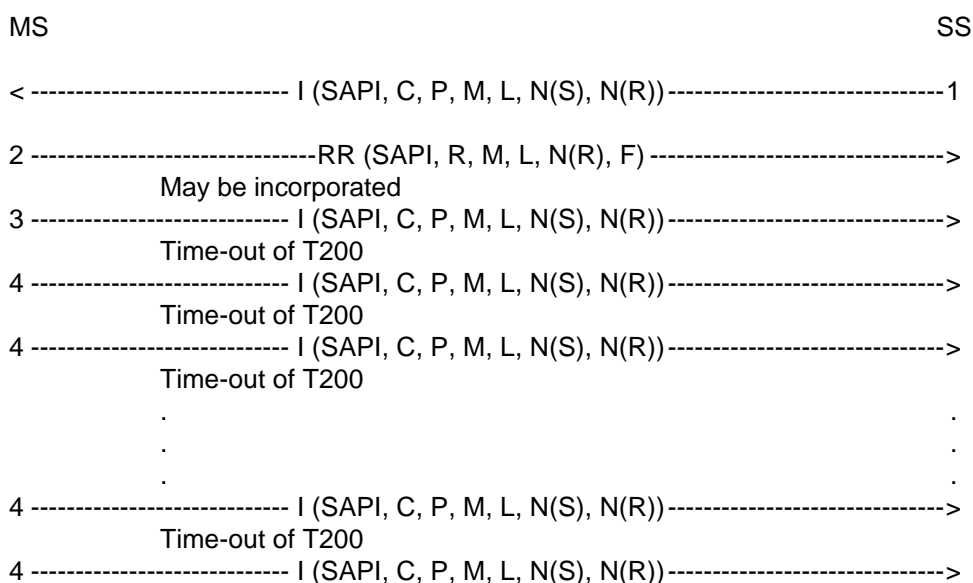 MS SS
< ----------------------------- I (SAPI, C, P, M, L, N(S), N(R))-------------------------------1
2 --------------------------------RR (SAPI, R, M, L, N(R), F) --------------------------------->
May be incorporated
3 ----------------------------- I (SAPI, C, P, M, L, N(S), N(R))------------------------------->
Time-out of T200
4 ----------------------------- I (SAPI, C, P, M, L, N(S), N(R))------------------------------->
Time-out of T200
4 ----------------------------- I (SAPI, C, P, M, L, N(S), N(R))------------------------------->
Time-out of T200
. .
. .
. .
4 ----------------------------- I (SAPI, C, P, M, L, N(S), N(R))------------------------------->
Time-out of T200
4 ----------------------------- I (SAPI, C, P, M, L, N(S), N(R))------------------------------->